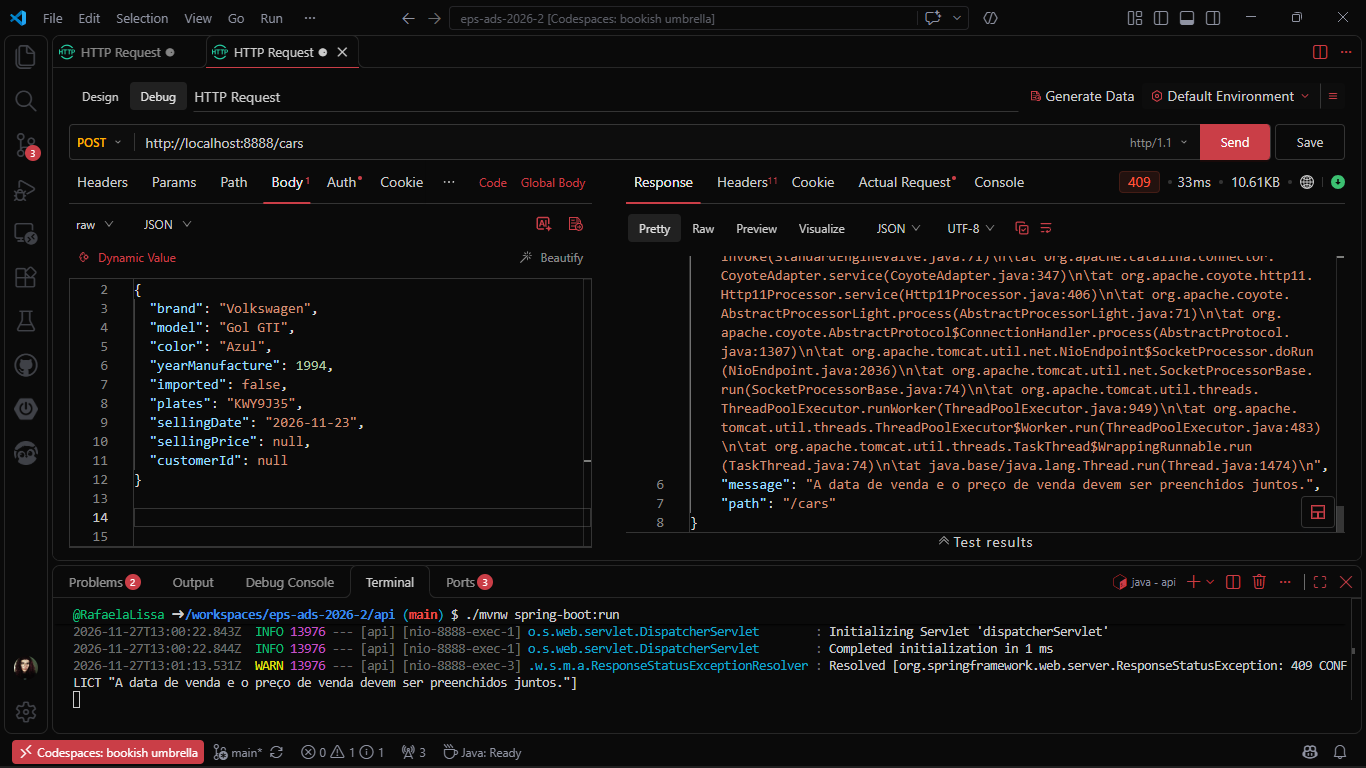 File Edit Selection View Go Run ··· eps-ads-2026-2 [Codespaces: bookish umbrella]
HTTP HTTP Request HTTP HTTP Request
Design Debug HTTP Request Generate Data Default Environment
POST http://localhost:8888/cars http/1.1 Send Save
Headers Params Path Body 1 Auth Cookie ··· Code Global Body
Response Headers 11 Cookie Actual Request Console 409 33ms 10.61KB
raw JSON AI
Pretty Raw Preview Visualize JSON UTF-8
Dynamic Value Beautify
2 {
3 "brand": "Volkswagen",
4 "model": "Gol GTI",
5 "color": "Azul",
6 "yearManufacture": 1994,
7 "imported": false,
8 "plates": "KWY9J35",
9 "sellingDate": "2026-11-23",
10 "sellingPrice": null,
11 "customerId": null
12 }
13
14
15
invoke(StandardEngineValve.java:71)\n\tat org.apache.catalina.connector.
CoyoteAdapter.service(CoyoteAdapter.java:347)\n\tat org.apache.coyote.http11.
Http11Processor.service(Http11Processor.java:406)\n\tat org.apache.coyote.
AbstractProcessorLight.process(AbstractProcessorLight.java:71)\n\tat org.
apache.coyote.AbstractProtocol$ConnectionHandler.process(AbstractProtocol.
java:1307)\n\tat org.apache.tomcat.util.net.NioEndpoint$SocketProcessor.doRun
(NioEndpoint.java:2036)\n\tat org.apache.tomcat.util.net.SocketProcessorBase.
run(SocketProcessorBase.java:74)\n\tat org.apache.tomcat.util.threads.
ThreadPoolExecutor.runWorker(ThreadPoolExecutor.java:949)\n\tat org.apache.
tomcat.util.threads.ThreadPoolExecutor$Worker.run(ThreadPoolExecutor.java:483)
\n\tat org.apache.tomcat.util.threads.TaskThread$WrappingRunnable.run
(TaskThread.java:74)\n\tat java.base/java.lang.Thread.run(Thread.java:1474)\n",
6 "message": "A data de venda e o preço de venda devem ser preenchidos juntos.",
7 "path": "/cars"
8 }
Test results
3
Problems 2 Output Debug Console Terminal Ports 3 java - api
@RafaelaLissa ➜/workspaces/eps-ads-2026-2/api (main) $ ./mvnw spring-boot:run
2026-11-27T13:00:22.843Z INFO 13976 --- [api] [nio-8888-exec-1] o.s.web.servlet.DispatcherServlet : Initializing Servlet 'dispatcherServlet'
2026-11-27T13:00:22.844Z INFO 13976 --- [api] [nio-8888-exec-1] o.s.web.servlet.DispatcherServlet : Completed initialization in 1 ms
2026-11-27T13:01:13.531Z WARN 13976 --- [api] [nio-8888-exec-3] .w.s.m.a.ResponseStatusExceptionResolver : Resolved [org.springframework.web.server.ResponseStatusException: 409 CONF
LICT "A data de venda e o preço de venda devem ser preenchidos juntos."]
Codespaces: bookish umbrella main* 0 1 1 3 Java: Ready